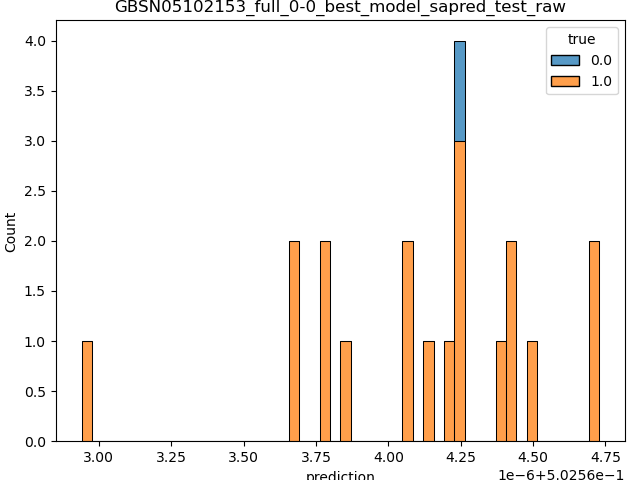 GBSN05102153_full_0-0_best_model_sapred_test_raw
true
0.0
1.0
Count
4.0
3.5
3.0
2.5
2.0
1.5
1.0
0.5
0.0
3.00 3.25 3.50 3.75 4.00 4.25 4.50 4.75
prediction
1e−6+5.0256e−1